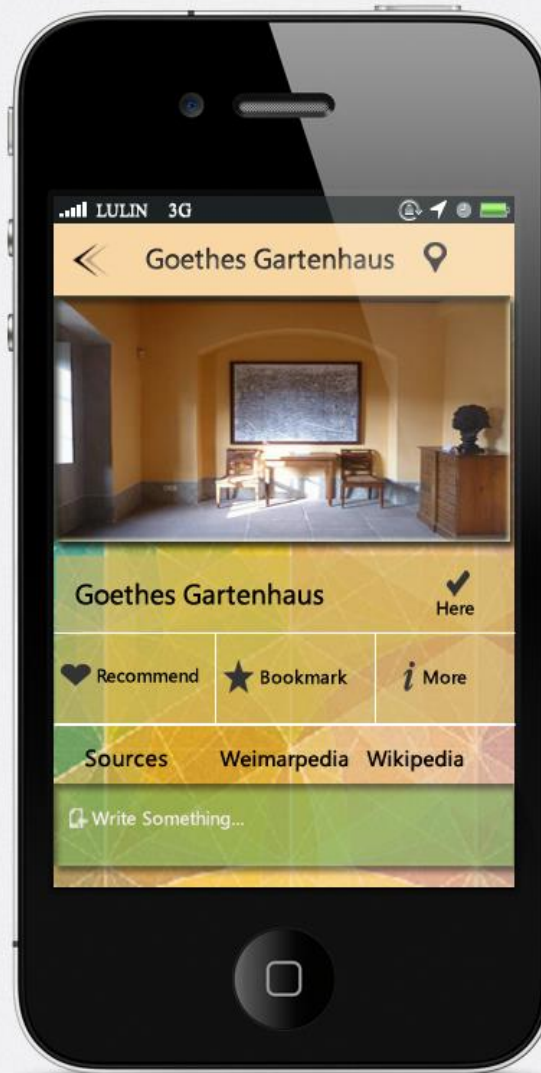 LULIN 3G
Goethes Gartenhaus
Goethes Gartenhaus
Here
Recommend Bookmark i More
Sources Weimarpedia Wikipedia
Write Something...